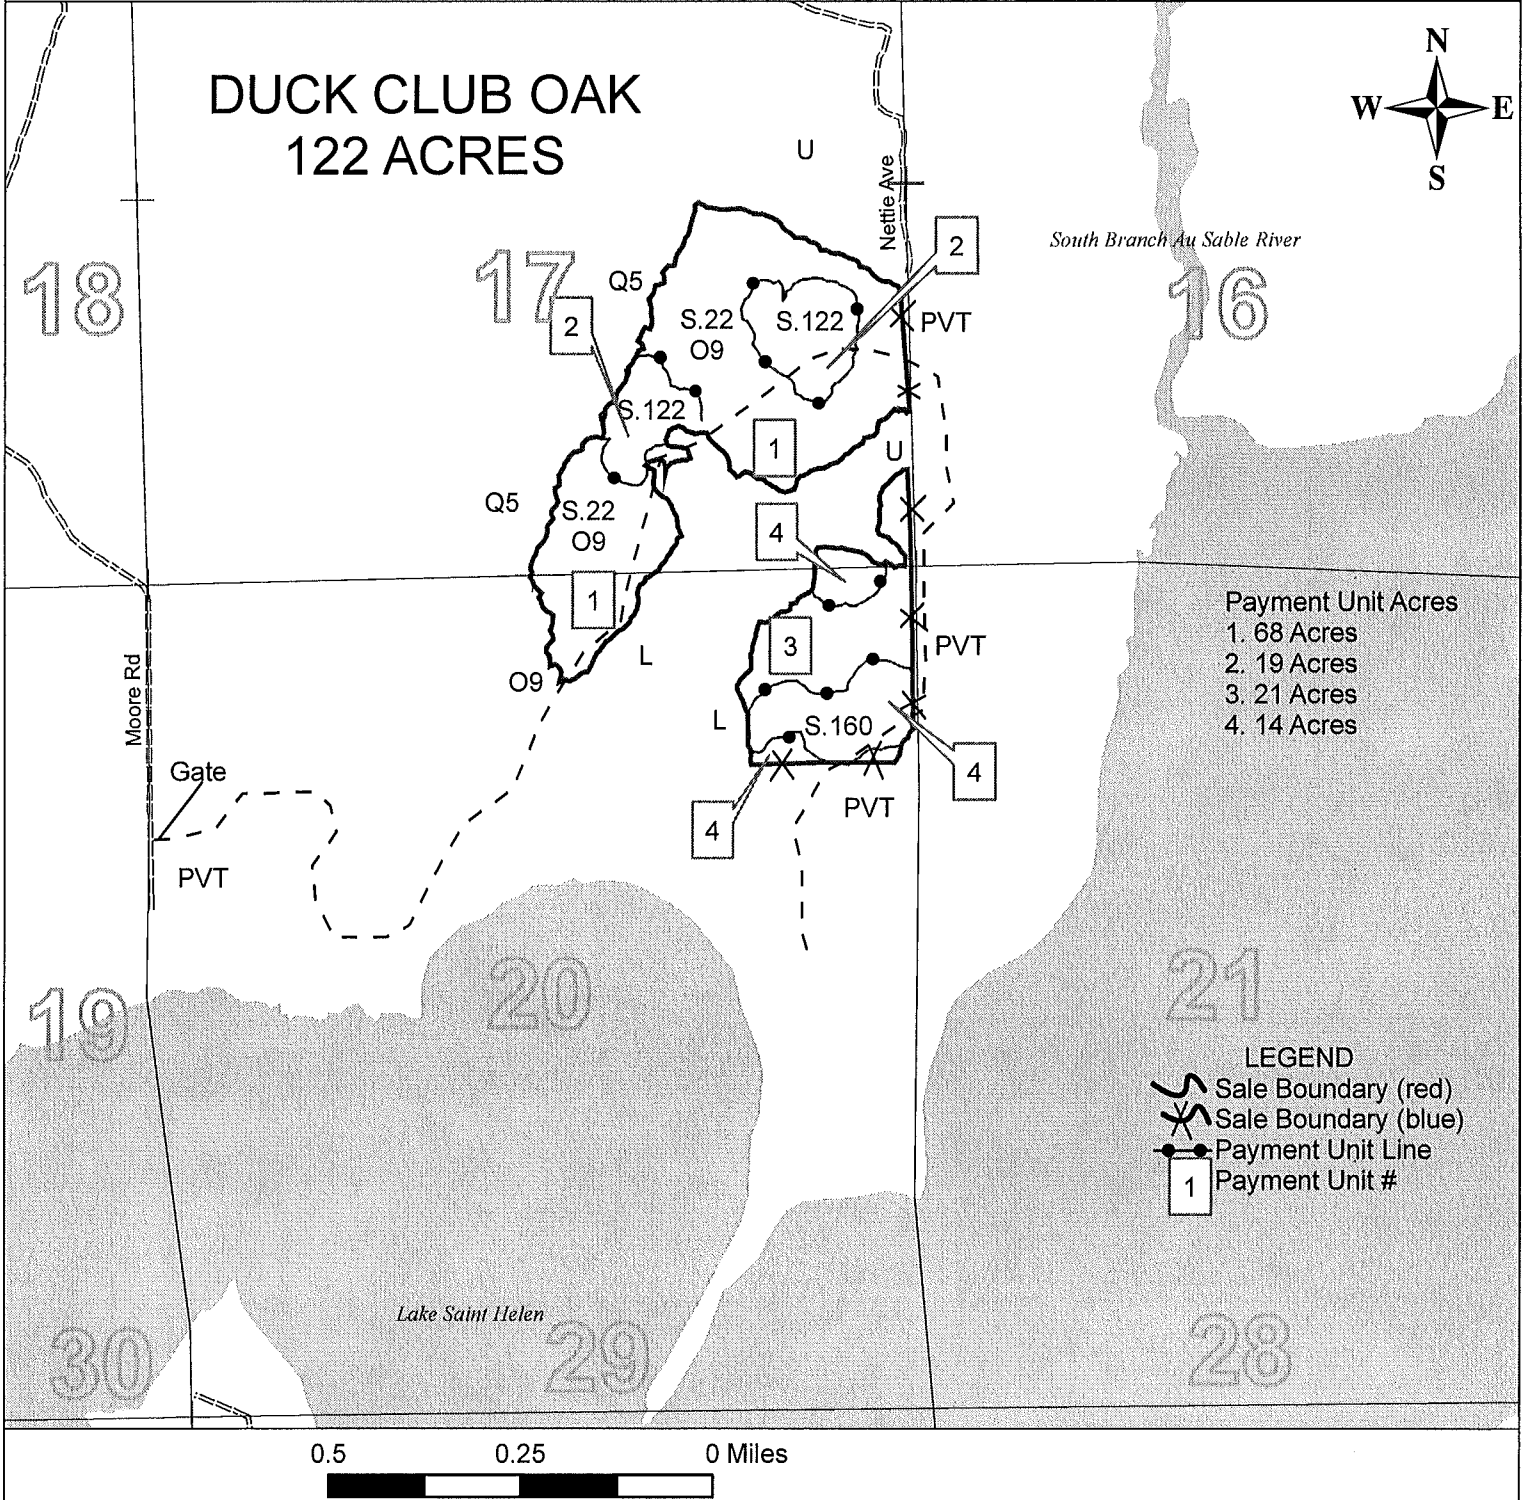 N
W E
S
DUCK CLUB OAK
122 ACRES
U
Nettie Ave
2
South Branch Au Sable River
18
17
16
Q5
2
S.22
O9
S.122
PVT
S.122
1
U
Q5
S.22
O9
4
1
3
L
PVT
O9
L
S.160
Payment Unit Acres
1. 68 Acres
2. 19 Acres
3. 21 Acres
4. 14 Acres
Moore Rd
Gate
4
4
PVT
PVT
19
20
21
LEGEND
Sale Boundary (red)
Sale Boundary (blue)
Payment Unit Line
1 Payment Unit #
Lake Saint Helen
30
29
28
0.5 0.25 0 Miles